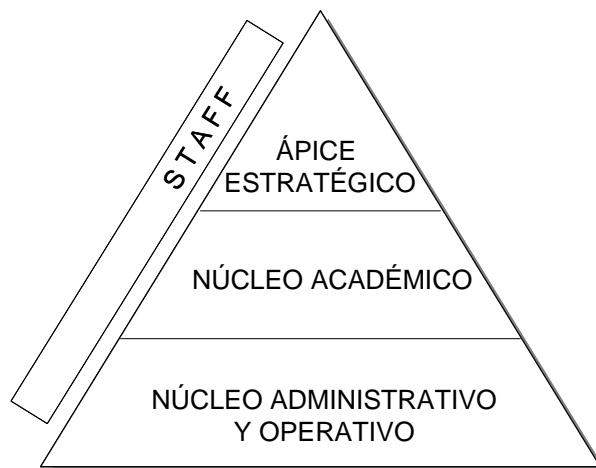 STAFF
ÁPICE
ESTRATÉGICO
NÚCLEO ACADÉMICO
NÚCLEO ADMINISTRATIVO
Y OPERATIVO